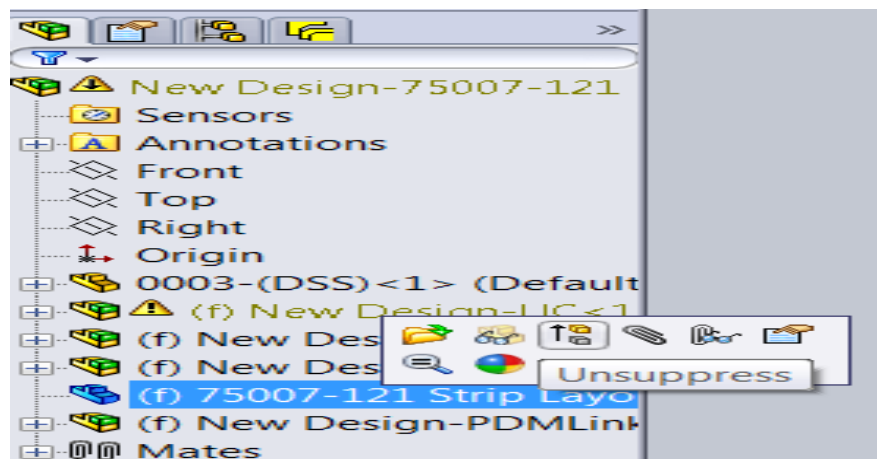 New Design-75007-121
Sensors
Annotations
Front
Top
Right
Origin
0003-(DSS)<1> (Default
(f) New Design-LIC<1
(f) New Des
(f) New Des
Unsuppress
(f) 75007-121 Strip Layo
(f) New Design-PDMLink
Mates